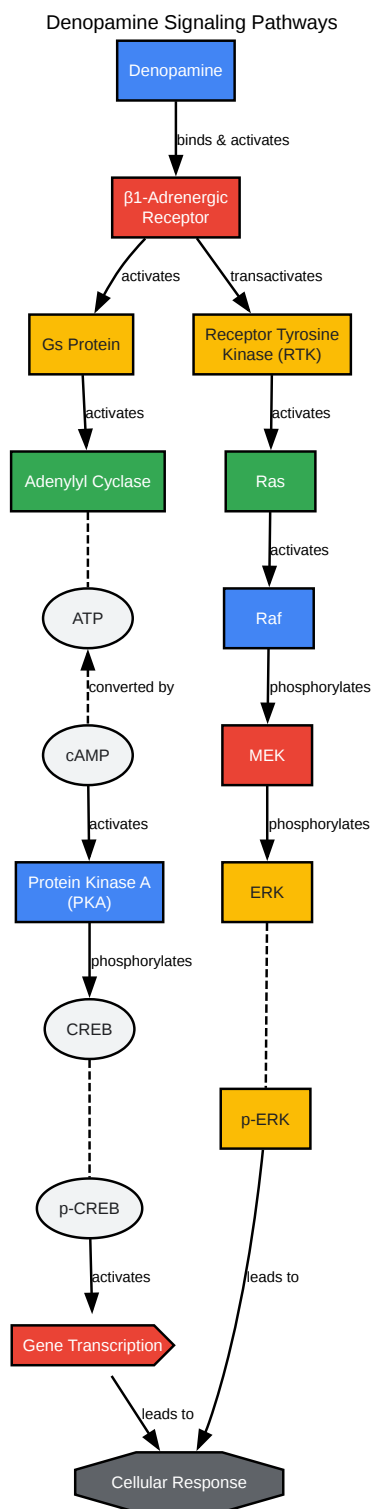 Denopamine Signaling Pathways
Denopamine
binds & activates
β1-Adrenergic
Receptor
activates
transactivates
Gs Protein
Receptor Tyrosine
Kinase (RTK)
activates
activates
Adenylyl Cyclase
Ras
activates
ATP
Raf
converted by
phosphorylates
cAMP
MEK
activates
phosphorylates
Protein Kinase A
(PKA)
ERK
phosphorylates
CREB
p-ERK
p-CREB
activates
leads to
Gene Transcription
leads to
Cellular Response